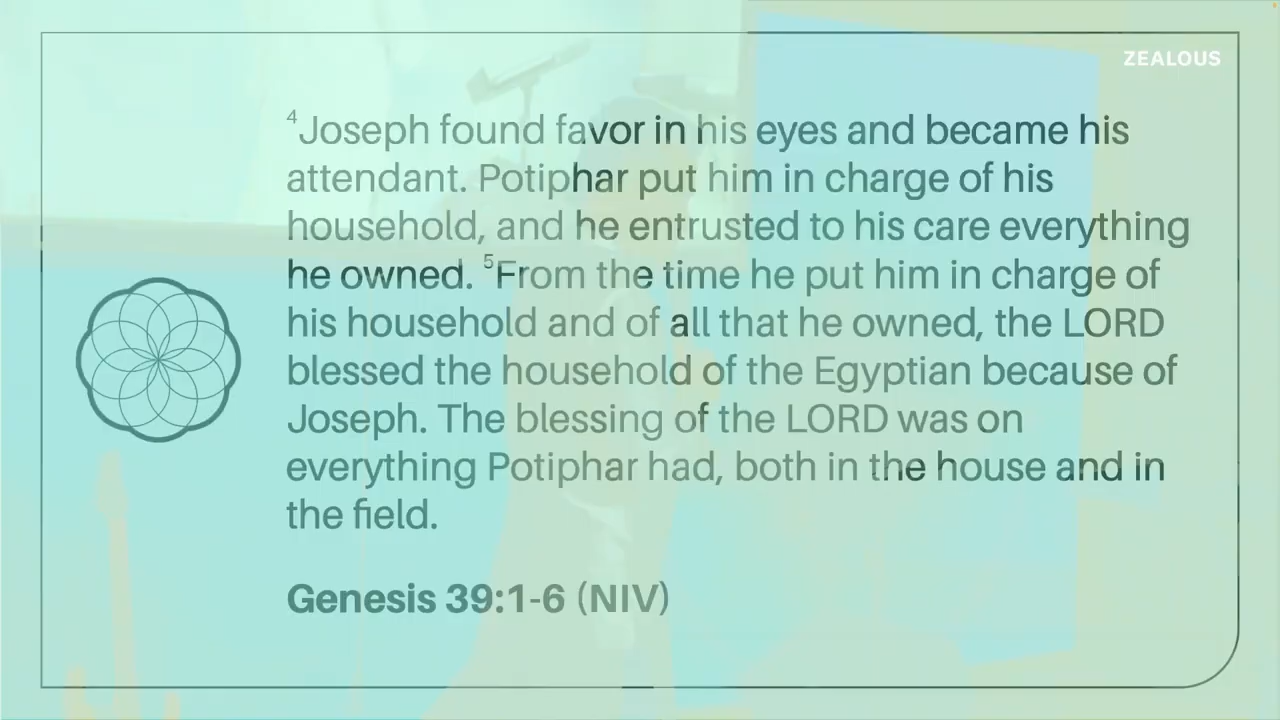 ZEALOUS
⁴Joseph found favor in his eyes and became his
attendant. Potiphar put him in charge of his
household, and he entrusted to his care everything
he owned. ⁵From the time he put him in charge of
his household and of all that he owned, the LORD
blessed the household of the Egyptian because of
Joseph. The blessing of the LORD was on
everything Potiphar had, both in the house and in
the field.
Genesis 39:1-6 (NIV)